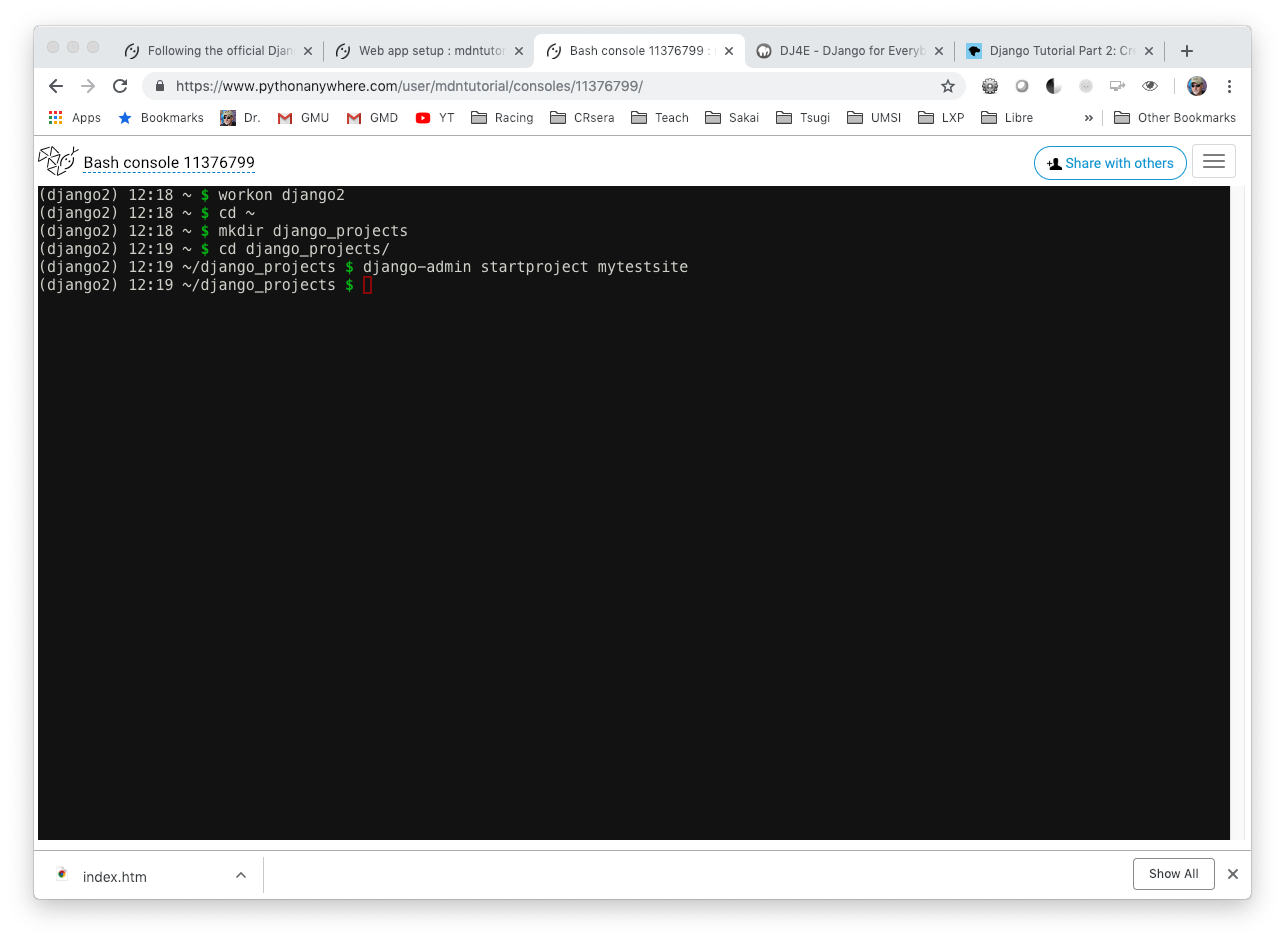 Following the official Djan
Web app setup : mdntutor
Bash console 11376799 :
DJ4E - DJango for Everyb
Django Tutorial Part 2: Cre
https://www.pythonanywhere.com/user/mdntutorial/consoles/11376799/
Apps Bookmarks Dr. GMU GMD YT Racing CRsera Teach Sakai Tsugi UMSI LXP Libre » Other Bookmarks
Bash console 11376799
Share with others
(django2) 12:18 ~ $ workon django2
(django2) 12:18 ~ $ cd ~
(django2) 12:18 ~ $ mkdir django_projects
(django2) 12:19 ~ $ cd django_projects/
(django2) 12:19 ~/django_projects $ django-admin startproject mytestsite
(django2) 12:19 ~/django_projects $
index.htm
Show All